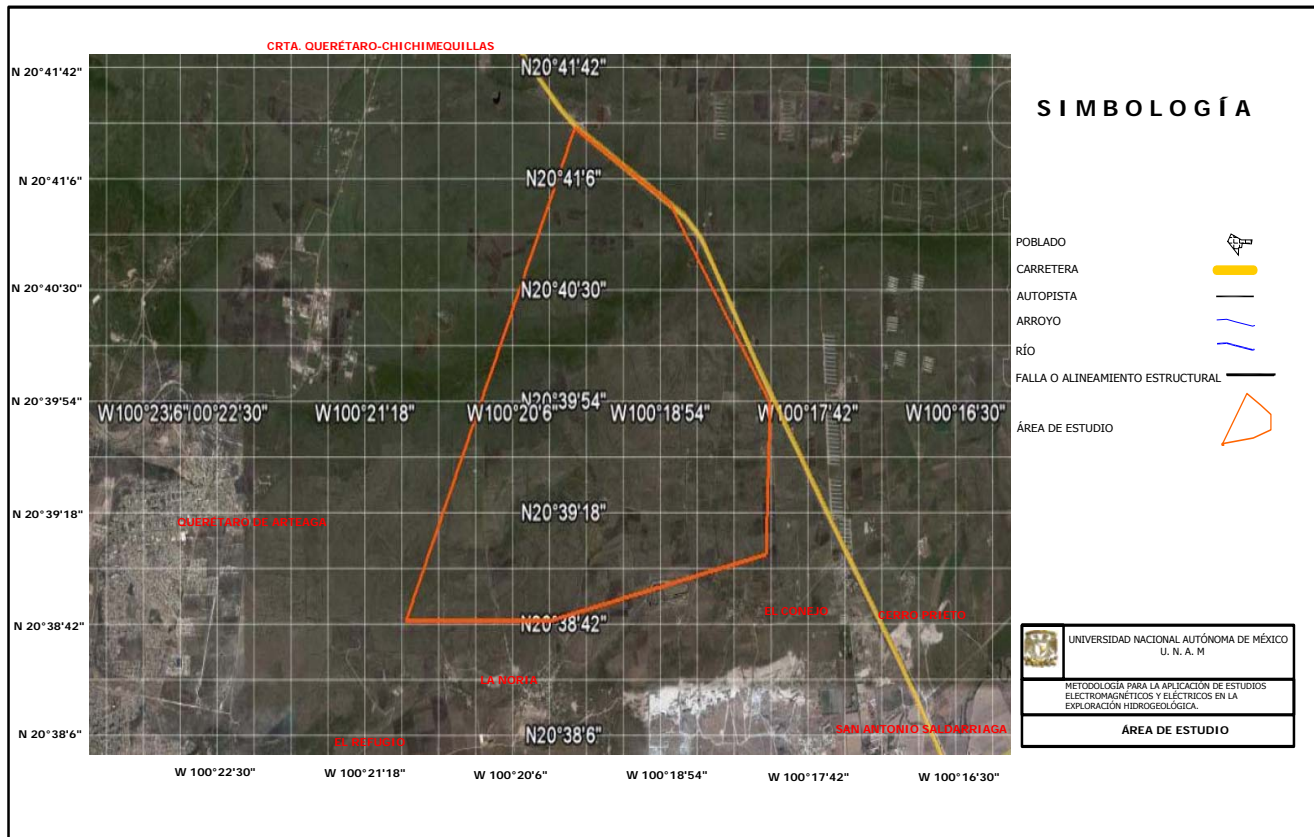 CRTA. QUERÉTARO-CHICHIMEQUILLAS
N 20°41'42"
N20°41'42"
SIMBOLOGÍA
N 20°41'6"
N20°41'6"
POBLADO
CARRETERA
N 20°40'30"
N20°40'30"
AUTOPISTA
ARROYO
RÍO
FALLA O ALINEAMIENTO ESTRUCTURAL
N 20°39'54"
N20°39'54"
W100°23,6"100°22'30"
W100°21'18"
W100°20'6"
W100°18'54"
W100°17'42"
W100°16'30"
ÁREA DE ESTUDIO
N 20°39'18"
N20°39'18"
QUERÉTARO DE ARTEAGA
EL CONEJO
CERRO PRIETO
N 20°38'42"
N20°38'42"
UNIVERSIDAD NACIONAL AUTÓNOMA DE MÉXICO
U. N. A. M
LA NORIA
METODOLOGÍA PARA LA APLICACIÓN DE ESTUDIOS
ELECTROMAGNÉTICOS Y ELÉCTRICOS EN LA
EXPLORACIÓN HIDROGEOLÓGICA.
SAN ANTONIO SALDARRIAGA
ÁREA DE ESTUDIO
N 20°38'6"
N20°38'6"
EL REFUGIO
W 100°22'30"
W 100°21'18"
W 100°20'6"
W 100°18'54"
W 100°17'42"
W 100°16'30"